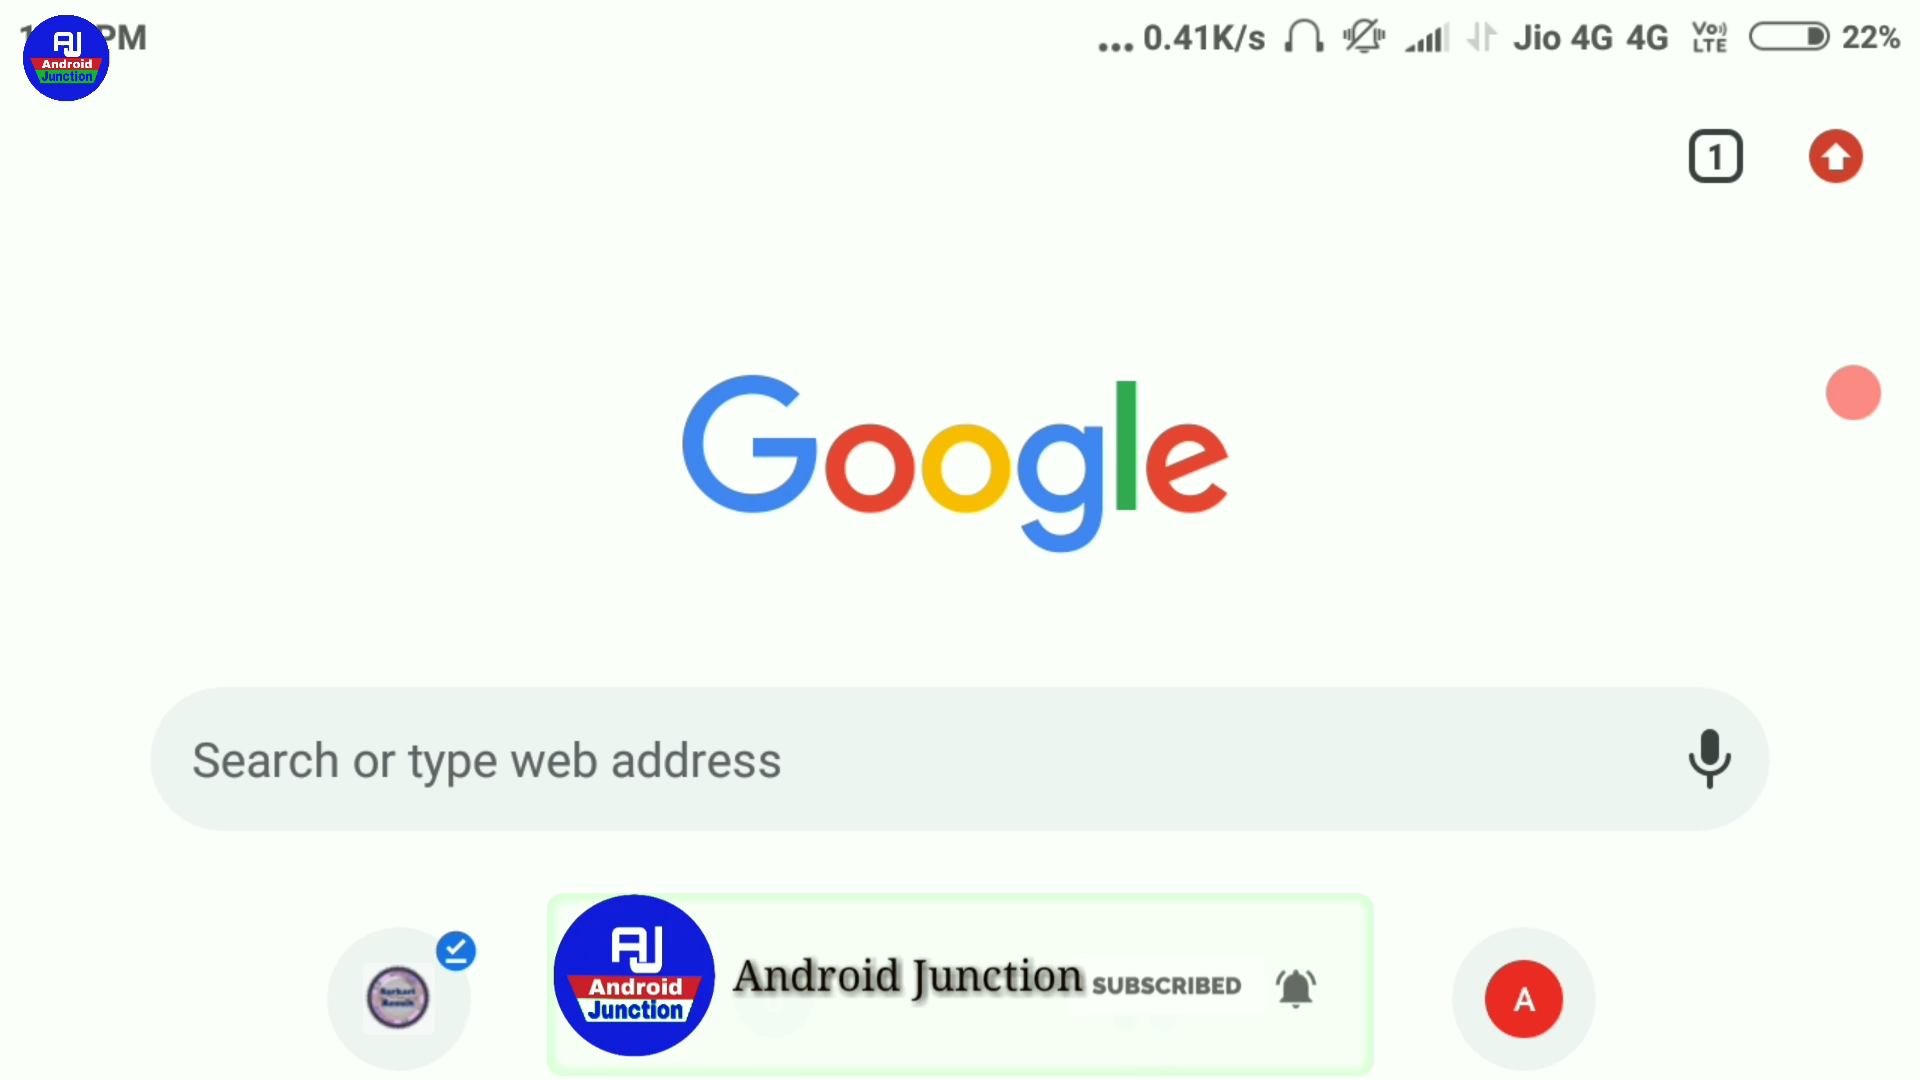 PM
... 0.41K/s Jio 4G 4G Vo)) LTE 22%
AJ
Android
Junction
1
Google
Search or type web address
AJ
Android
Junction
Android Junction SUBSCRIBED
A